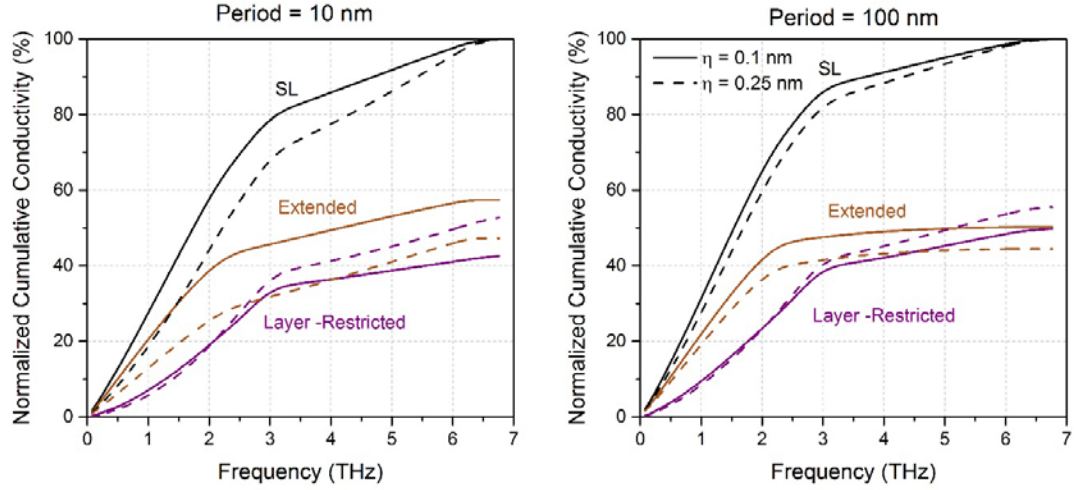 Period = 10 nm
Normalized Cumulative Conductivity (%)
100
80
60
40
20
0
SL
Extended
Layer -Restricted
0 1 2 3 4 5 6 7
Frequency (THz)
Period = 100 nm
Normalized Cumulative Conductivity (%)
100
80
60
40
20
0
η = 0.1 nm
η = 0.25 nm
SL
Extended
Layer -Restricted
0 1 2 3 4 5 6 7
Frequency (THz)